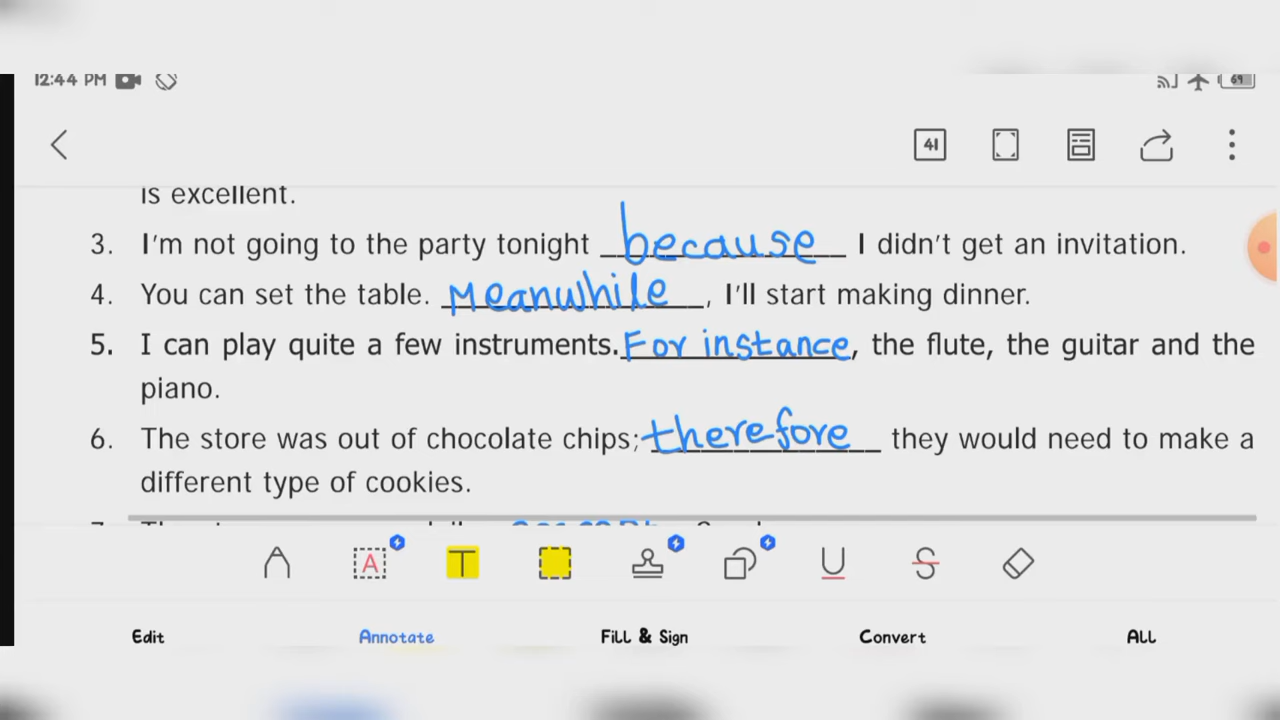 12:44 PM
69
41
is excellent.
3. I'm not going to the party tonight because I didn't get an invitation.
4. You can set the table. Meanwhile, I'll start making dinner.
5. I can play quite a few instruments. For instance, the flute, the guitar and the
piano.
6. The store was out of chocolate chips; therefore they would need to make a
different type of cookies.
A T U S
Edit Annotate Fill & Sign Convert All